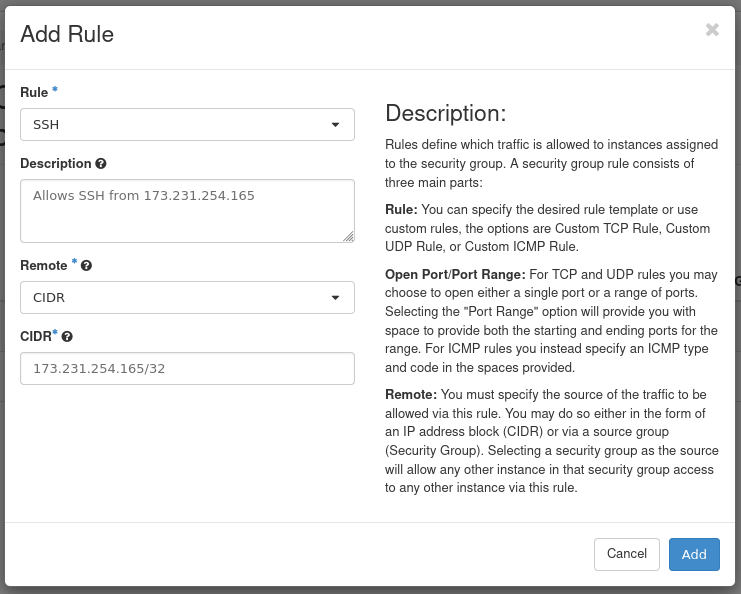 Add Rule
×
Rule *
SSH
Description ?
Allows SSH from 173.231.254.165
Remote * ?
CIDR
CIDR* ?
173.231.254.165/32
Description:
Rules define which traffic is allowed to instances assigned
to the security group. A security group rule consists of
three main parts:
Rule: You can specify the desired rule template or use
custom rules, the options are Custom TCP Rule, Custom
UDP Rule, or Custom ICMP Rule.
Open Port/Port Range: For TCP and UDP rules you may
choose to open either a single port or a range of ports.
Selecting the "Port Range" option will provide you with
space to provide both the starting and ending ports for the
range. For ICMP rules you instead specify an ICMP type
and code in the spaces provided.
Remote: You must specify the source of the traffic to be
allowed via this rule. You may do so either in the form of
an IP address block (CIDR) or via a source group
(Security Group). Selecting a security group as the source
will allow any other instance in that security group access
to any other instance via this rule.
Cancel
Add